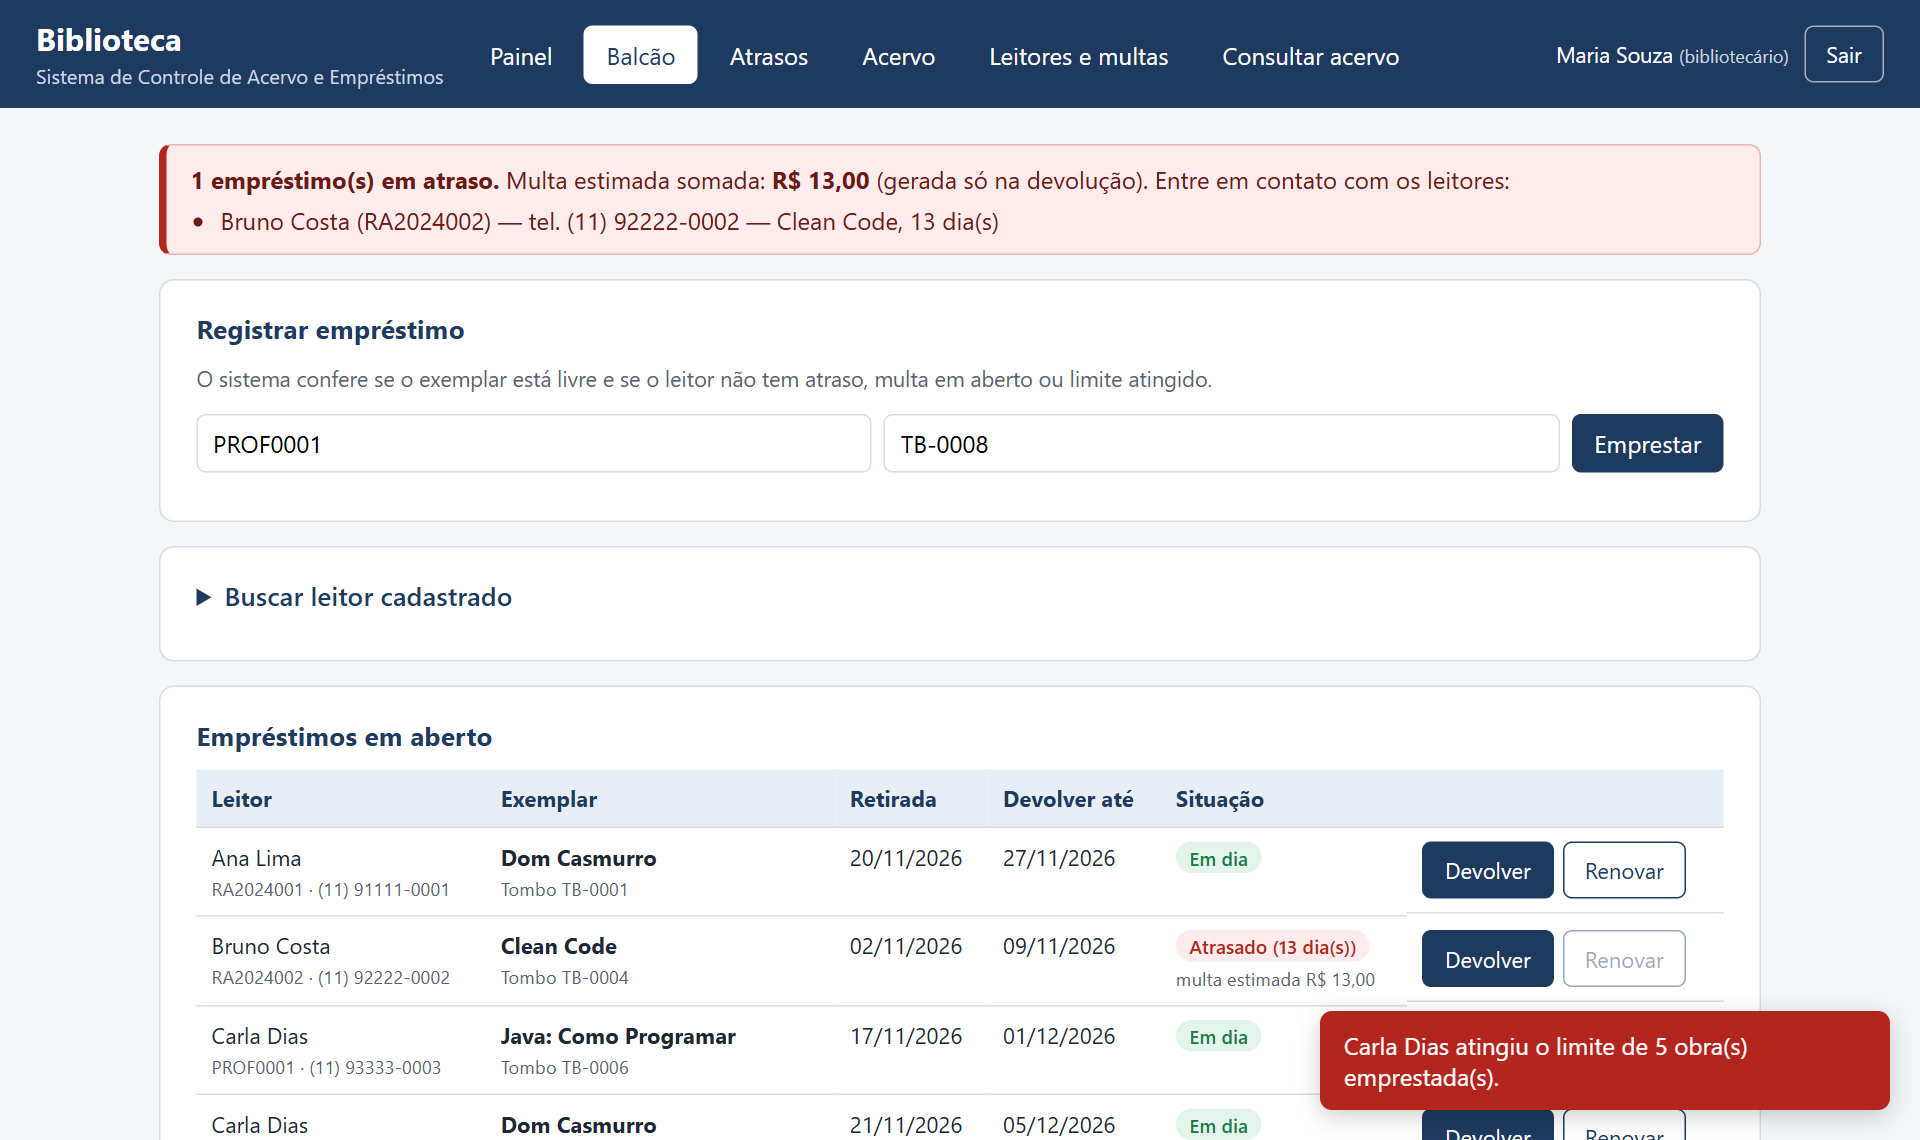 Biblioteca
Sistema de Controle de Acervo e Empréstimos
Painel
Balcão
Atrasos
Acervo
Leitores e multas
Consultar acervo
Maria Souza (bibliotecário)
Sair
1 empréstimo(s) em atraso. Multa estimada somada: R$ 13,00 (gerada só na devolução). Entre em contato com os leitores:
• Bruno Costa (RA2024002) — tel. (11) 92222-0002 — Clean Code, 13 dia(s)
Registrar empréstimo
O sistema confere se o exemplar está livre e se o leitor não tem atraso, multa em aberto ou limite atingido.
PROF0001
TB-0008
Emprestar
Buscar leitor cadastrado
Empréstimos em aberto
Leitor Exemplar Retirada Devolver até Situação
Ana Lima Dom Casmurro 20/11/2026 27/11/2026 Em dia Devolver Renovar
RA2024001 · (11) 91111-0001 Tombo TB-0001
Bruno Costa Clean Code 02/11/2026 09/11/2026 Atrasado (13 dia(s)) Devolver Renovar
RA2024002 · (11) 92222-0002 Tombo TB-0004 multa estimada R$ 13,00
Carla Dias Java: Como Programar 17/11/2026 01/12/2026 Em dia
PROF0001 · (11) 93333-0003 Tombo TB-0006
Carla Dias atingiu o limite de 5 obra(s)
emprestada(s).
Carla Dias Dom Casmurro 21/11/2026 05/12/2026 Em dia Devolver Renovar